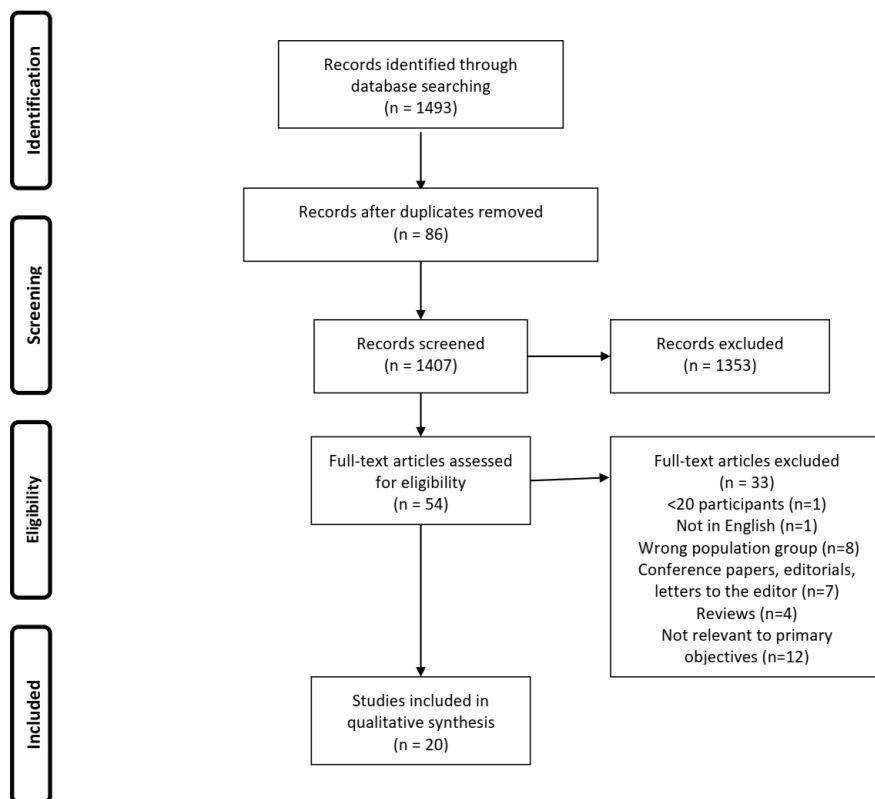 Identification
Records identified through
database searching
(n = 1493)
Records after duplicates removed
(n = 86)
Screening
Records screened
(n = 1407)
Records excluded
(n = 1353)
Eligibility
Full-text articles assessed
for eligibility
(n = 54)
Full-text articles excluded
(n = 33)
<20 participants (n=1)
Not in English (n=1)
Wrong population group (n=8)
Conference papers, editorials,
letters to the editor (n=7)
Reviews (n=4)
Not relevant to primary
objectives (n=12)
Included
Studies included in
qualitative synthesis
(n = 20)